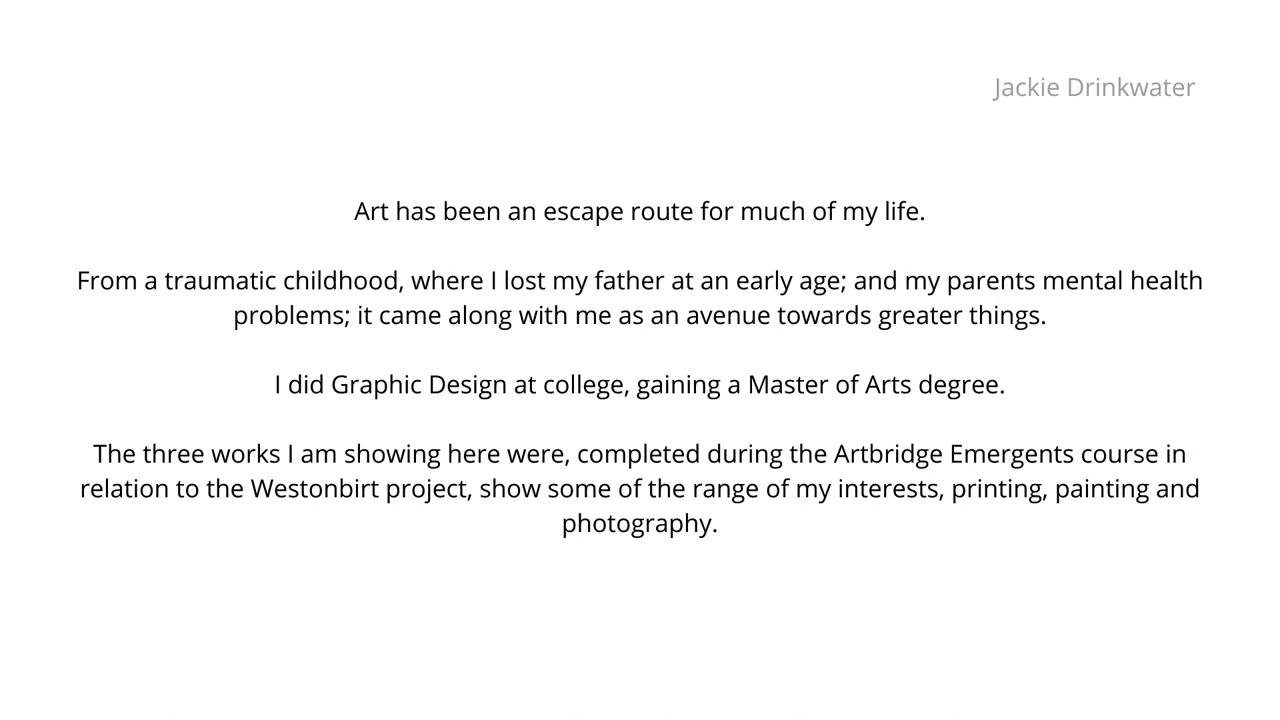 Jackie Drinkwater
Art has been an escape route for much of my life.
From a traumatic childhood, where I lost my father at an early age; and my parents mental health
problems; it came along with me as an avenue towards greater things.
I did Graphic Design at college, gaining a Master of Arts degree.
The three works I am showing here were, completed during the Artbridge Emergents course in
relation to the Westonbirt project, show some of the range of my interests, printing, painting and
photography.